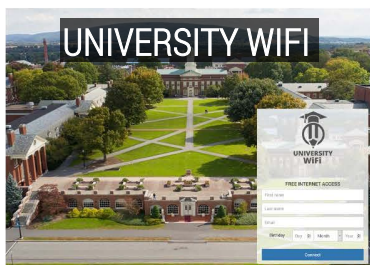 UNIVERSITY WIFI
UNIVERSITY
WiFi
FREE INTERNET ACCESS
First name
Last name
Email
Birthday Day Month Year
Connect